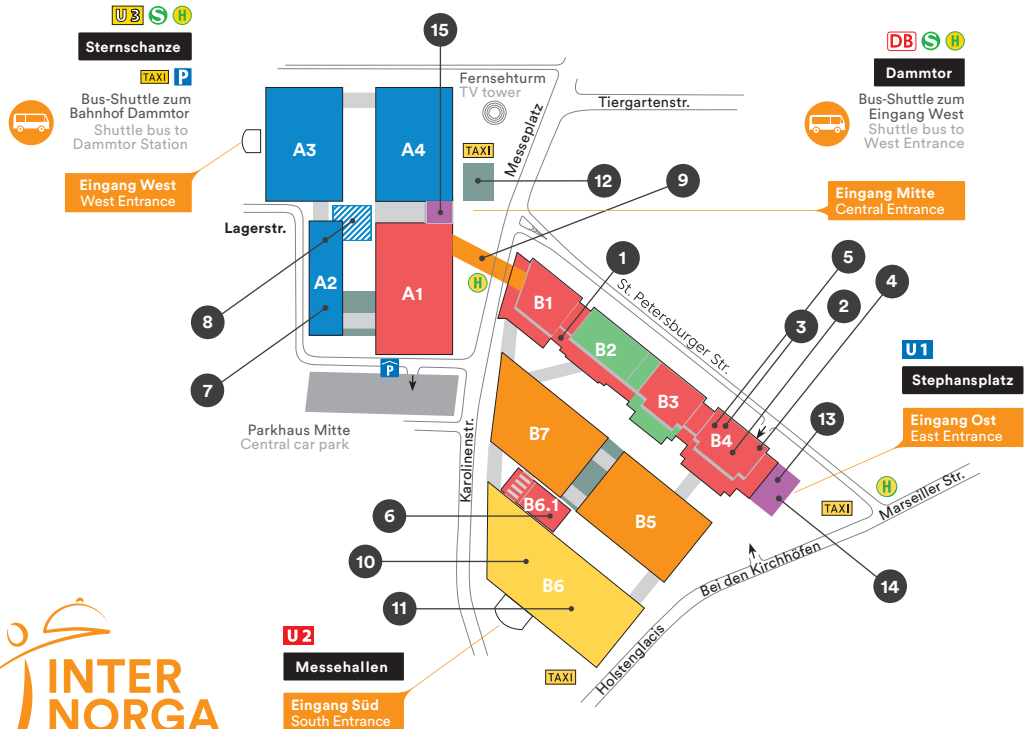 U3 S H
Sternschanze
TAXI P
Bus-Shuttle zum
Bahnhof Dammtor
Shuttle bus to
Dammtor Station
Eingang West
West Entrance
15
Fernsehturm
TV tower
Messeplatz
Tiergartenstr.
DB S H
Dammtor
Bus-Shuttle zum
Eingang West
Shuttle bus to
West Entrance
A3
A4
TAXI
12
9
Eingang Mitte
Central Entrance
Lagerstr.
A2
A1
H
8
7
P
Parkhaus Mitte
Central car park
Karolinenstr.
1
St. Petersburger Str.
5
2
4
3
B1
B2
B3
B4
U1
Stephansplatz
Eingang Ost
East Entrance
13
H
Marseiller Str.
TAXI
14
Bei den Kirchhöfen
B7
B6.1
B5
6
10
B6
11
Holstenglacis
TAXI
U2
Messehallen
Eingang Süd
South Entrance
INTER
NORGA